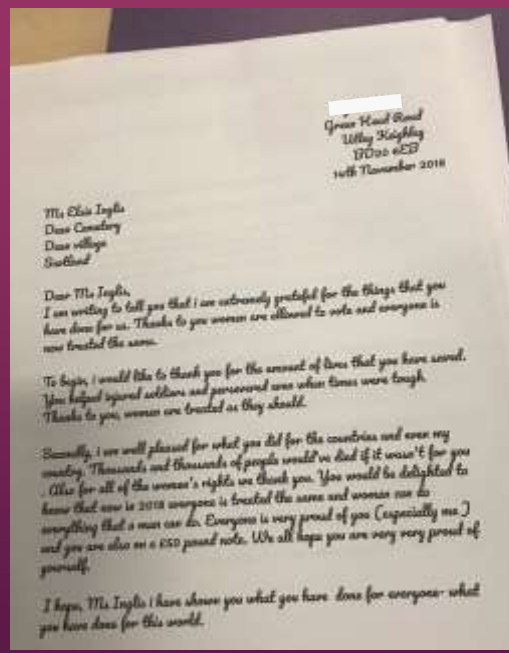 Green Head Road
Utley Keighley
BD20 6EB
14th November 2018
Ms Elsie Inglis
Dean Cemetery
Dean village
Scotland
Dear Ms Inglis,
I am writing to tell you that i am extremely grateful for the things that you
have done for us. Thanks to you women are allowed to vote and everyone is
now treated the same.
To begin, i would like to thank you for the amount of lives that you have saved.
You helped injured soldiers and persevered even when times were tough.
Thanks to you, women are treated as they should.
Secondly, i am well pleased for what you did for the countries and even my
country. Thousands and thousands of people would've died if it wasn't for you
. Also for all of the women's rights we thank you. You would be delighted to
know that now in 2018 everyone is treated the same and woman can do
everything that a man can do. Everyone is very proud of you (especially me )
and you are also on a £50 pound note. We all hope you are very very proud of
yourself.
I hope, Ms Inglis i have shown you what you have done for everyone- what
you have done for this world.